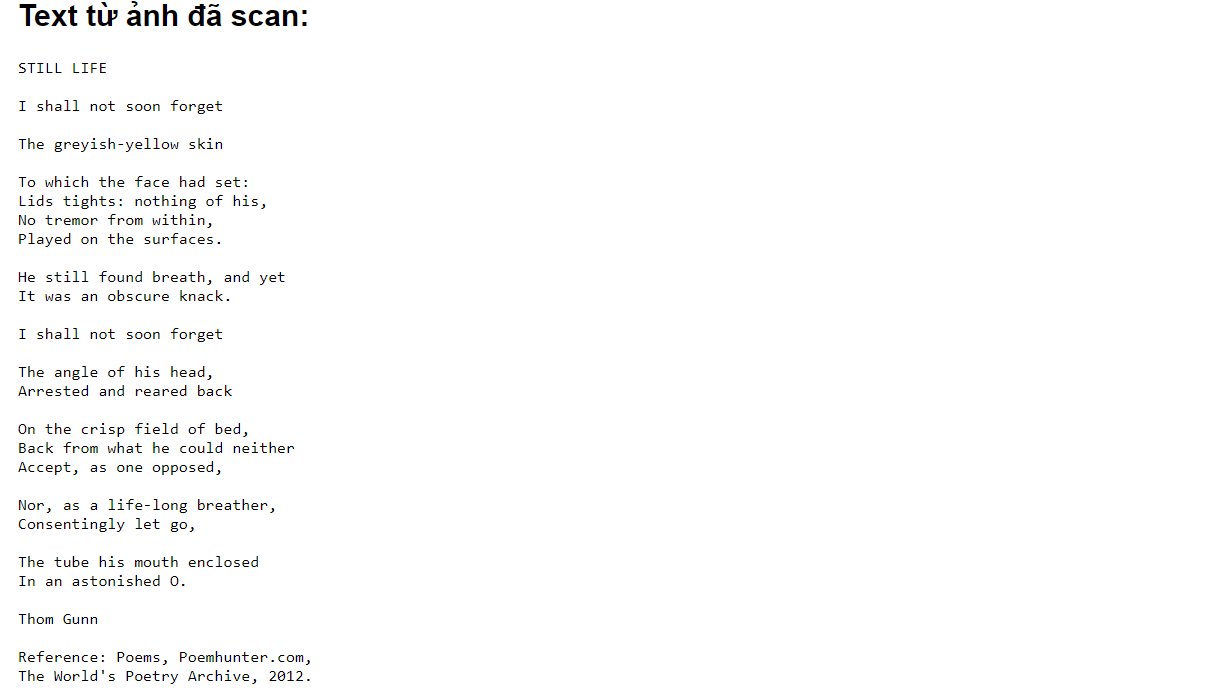 Text từ ảnh đã scan:
STILL LIFE
I shall not soon forget
The greyish-yellow skin
To which the face had set:
Lids tights: nothing of his,
No tremor from within,
Played on the surfaces.
He still found breath, and yet
It was an obscure knack.
I shall not soon forget
The angle of his head,
Arrested and reared back
On the crisp field of bed,
Back from what he could neither
Accept, as one opposed,
Nor, as a life-long breather,
Consentingly let go,
The tube his mouth enclosed
In an astonished O.
Thom Gunn
Reference: Poems, Poemhunter.com,
The World's Poetry Archive, 2012.